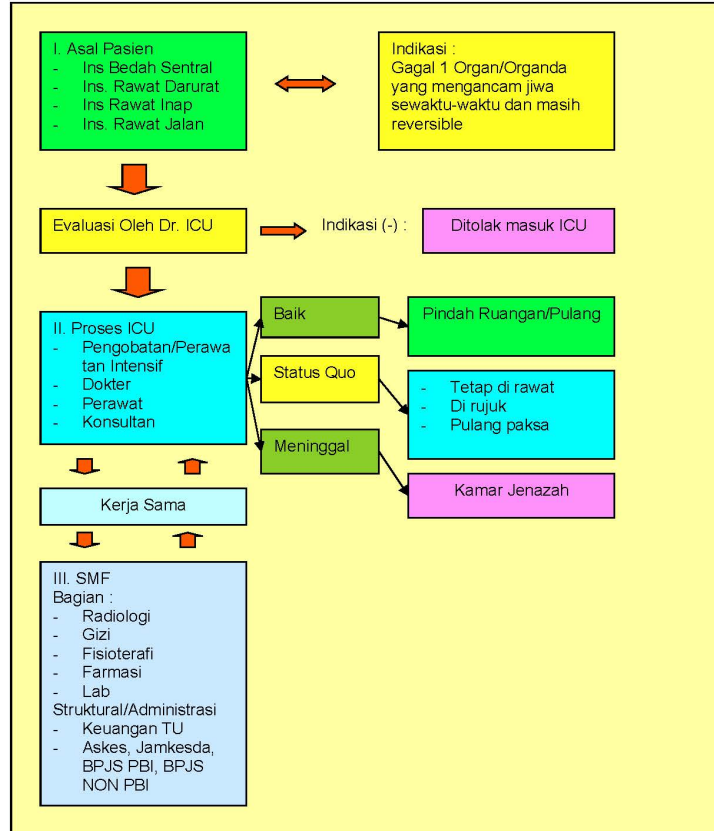 I. Asal Pasien
- Ins Bedah Sentral
- Ins. Rawat Darurat
- Ins Rawat Inap
- Ins. Rawat Jalan
Indikasi :
Gagal 1 Organ/Organda
yang mengancam jiwa
sewaktu-waktu dan masih
reversible
Evaluasi Oleh Dr. ICU
Indikasi (-) :
Ditolak masuk ICU
II. Proses ICU
- Pengobatan/Perawa
tan Intensif
- Dokter
- Perawat
- Konsultan
Baik
Pindah Ruangan/Pulang
Status Quo
- Tetap di rawat
- Di rujuk
- Pulang paksa
Meninggal
Kamar Jenazah
Kerja Sama
III. SMF
Bagian :
- Radiologi
- Gizi
- Fisioterafi
- Farmasi
- Lab
Struktural/Administrasi
- Keuangan TU
- Askes, Jamkesda,
BPJS PBI, BPJS
NON PBI